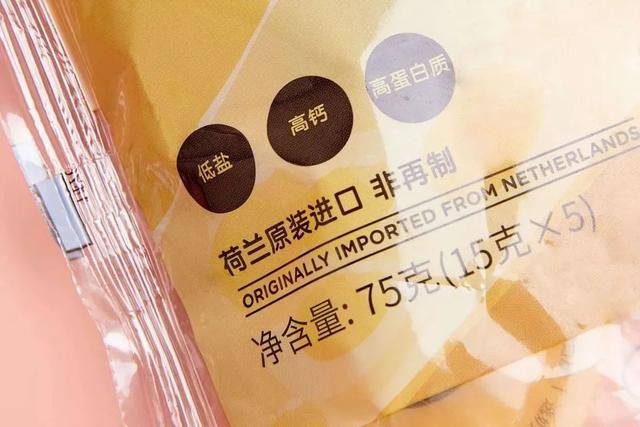 低盐
高钙
高蛋白质
荷兰原装进口 非再制
ORIGINALLY IMPORTED FROM NETHERLANDS
净含量: 75克(15克×5)